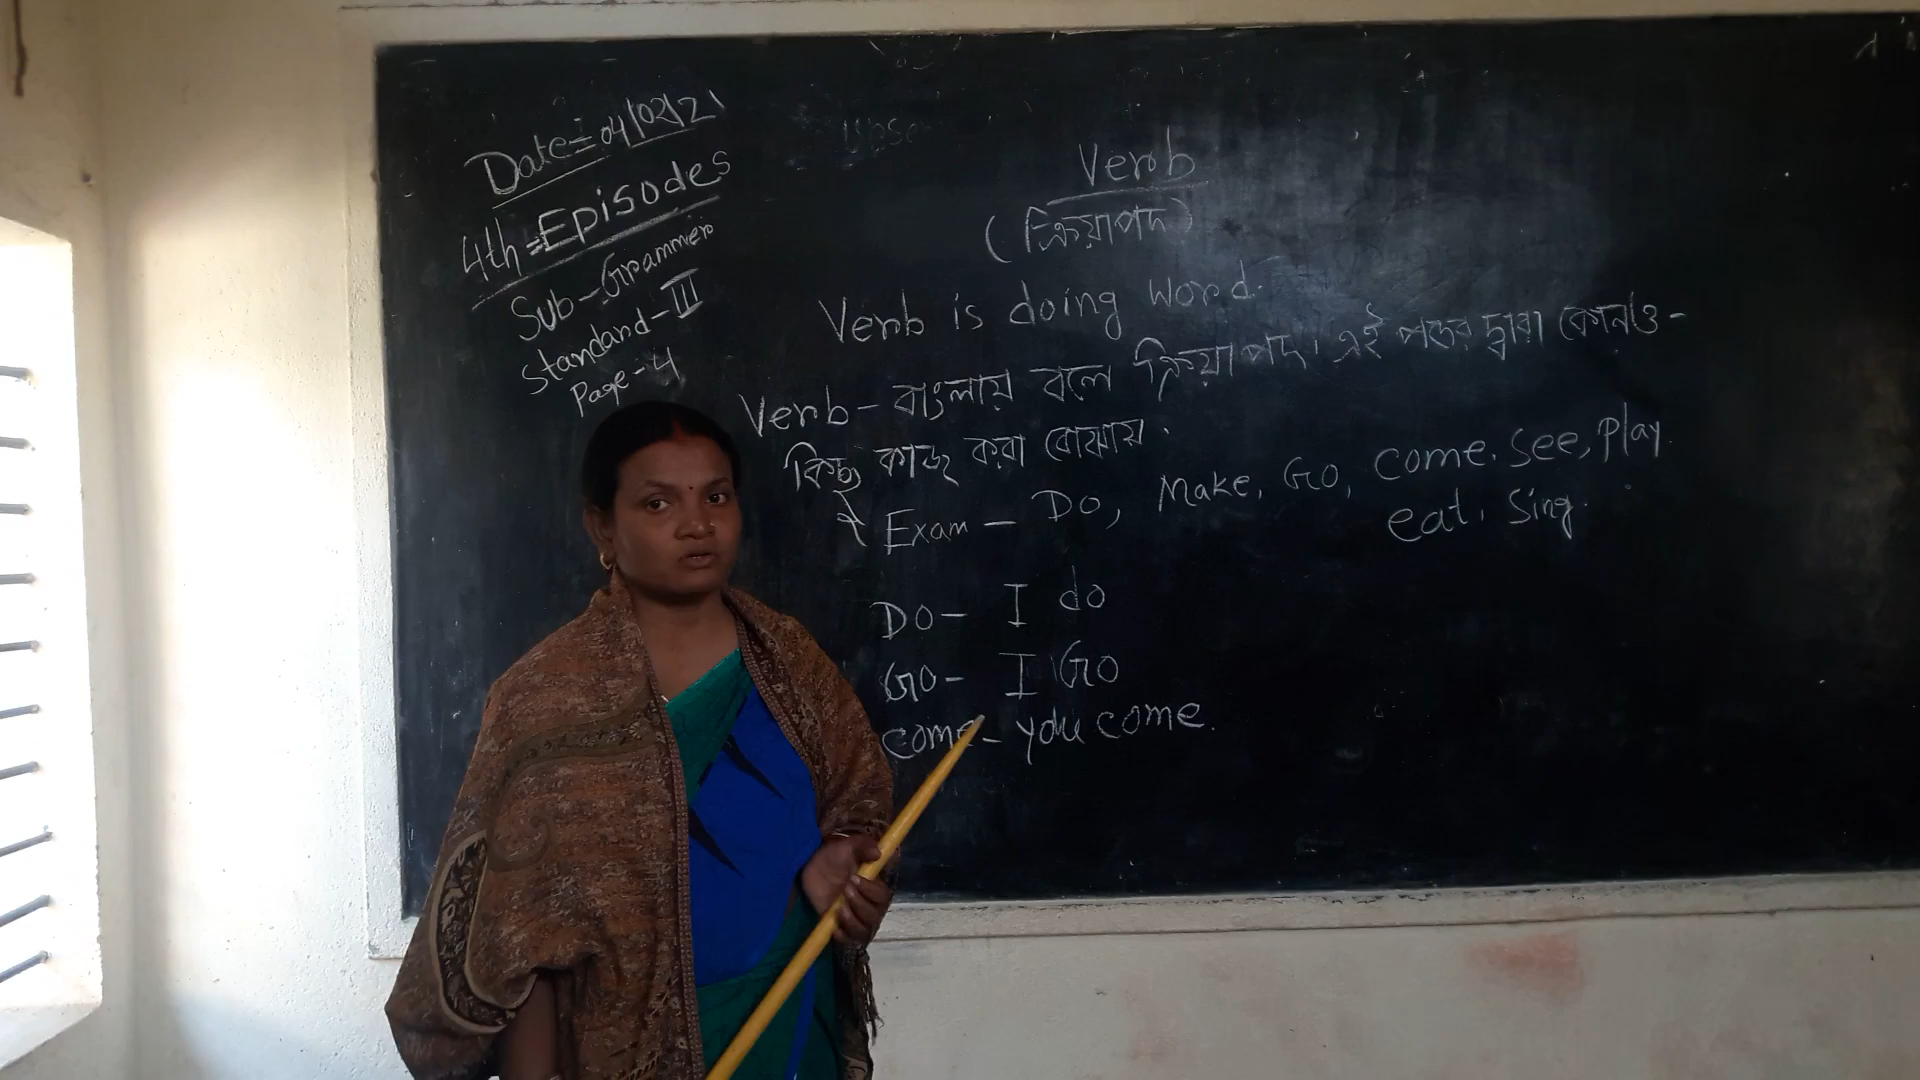 Date= 04/02/21
4th=Episodes
Sub-Grammer
Standard-III
Page-4
Verb
(ক্রিয়াপদ)
Verb is doing word.
Verb- বাংলায় বলে ক্রিয়াপদ। এই পদের দ্বারা কোনও-
কিছু কাজ করা বোঝায়.
Exam - Do, Make, Go, Come. See, Play.
eat, Sing.
Do- I do
Go- I Go
Come- you come.